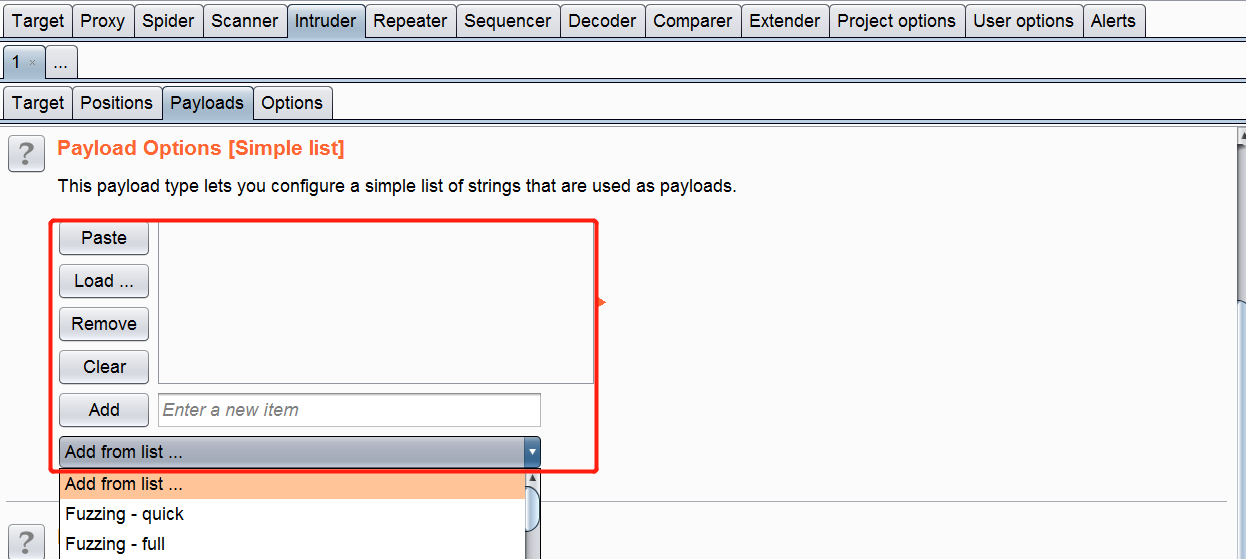 Target Proxy Spider Scanner Intruder Repeater Sequencer Decoder Comparer Extender Project options User options Alerts
1 × ...
Target Positions Payloads Options
? Payload Options [Simple list]
This payload type lets you configure a simple list of strings that are used as payloads.
Paste
Load ...
Remove
Clear
Add Enter a new item
Add from list ...
Add from list ...
Fuzzing - quick
? Fuzzing - full